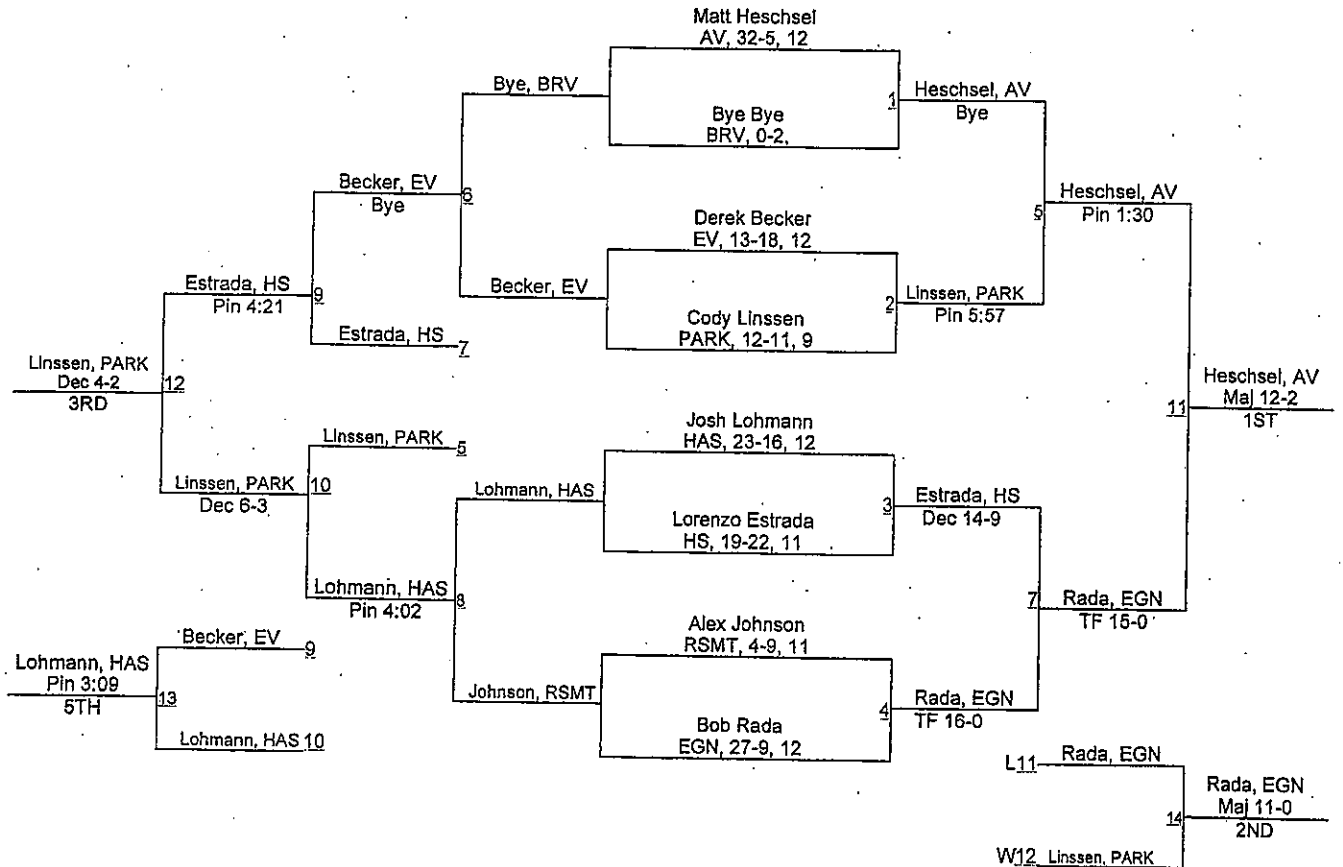 Matt Heschsel
AV, 32-5, 12
Bye, BRV
1
Heschsel, AV
Bye
Bye Bye
BRV, 0-2,
Becker, EV
Bye
6
Heschsel, AV
Pin 1:30
5
Derek Becker
EV, 13-18, 12
Estrada, HS
Pin 4:21
9
Becker, EV
2
Linssen, PARK
Pin 5:57
Cody Linssen
PARK, 12-11, 9
Estrada, HS
7
Linssen, PARK
Dec 4-2
3RD
12
Heschsel, AV
Maj 12-2
1ST
11
Josh Lohmann
HAS, 23-16, 12
Linssen, PARK
5
Linssen, PARK
Dec 6-3
10
Lohmann, HAS
3
Estrada, HS
Dec 14-9
Lorenzo Estrada
HS, 19-22, 11
Lohmann, HAS
Pin 4:02
8
7
Rada, EGN
TF 15-0
Alex Johnson
RSMT, 4-9, 11
Becker, EV
9
Lohmann, HAS
Pin 3:09
5TH
13
Johnson, RSMT
4
Rada, EGN
TF 16-0
Bob Rada
EGN, 27-9, 12
Lohmann, HAS 10
L11
Rada, EGN
Rada, EGN
Maj 11-0
2ND
14
W12 Linssen, PARK